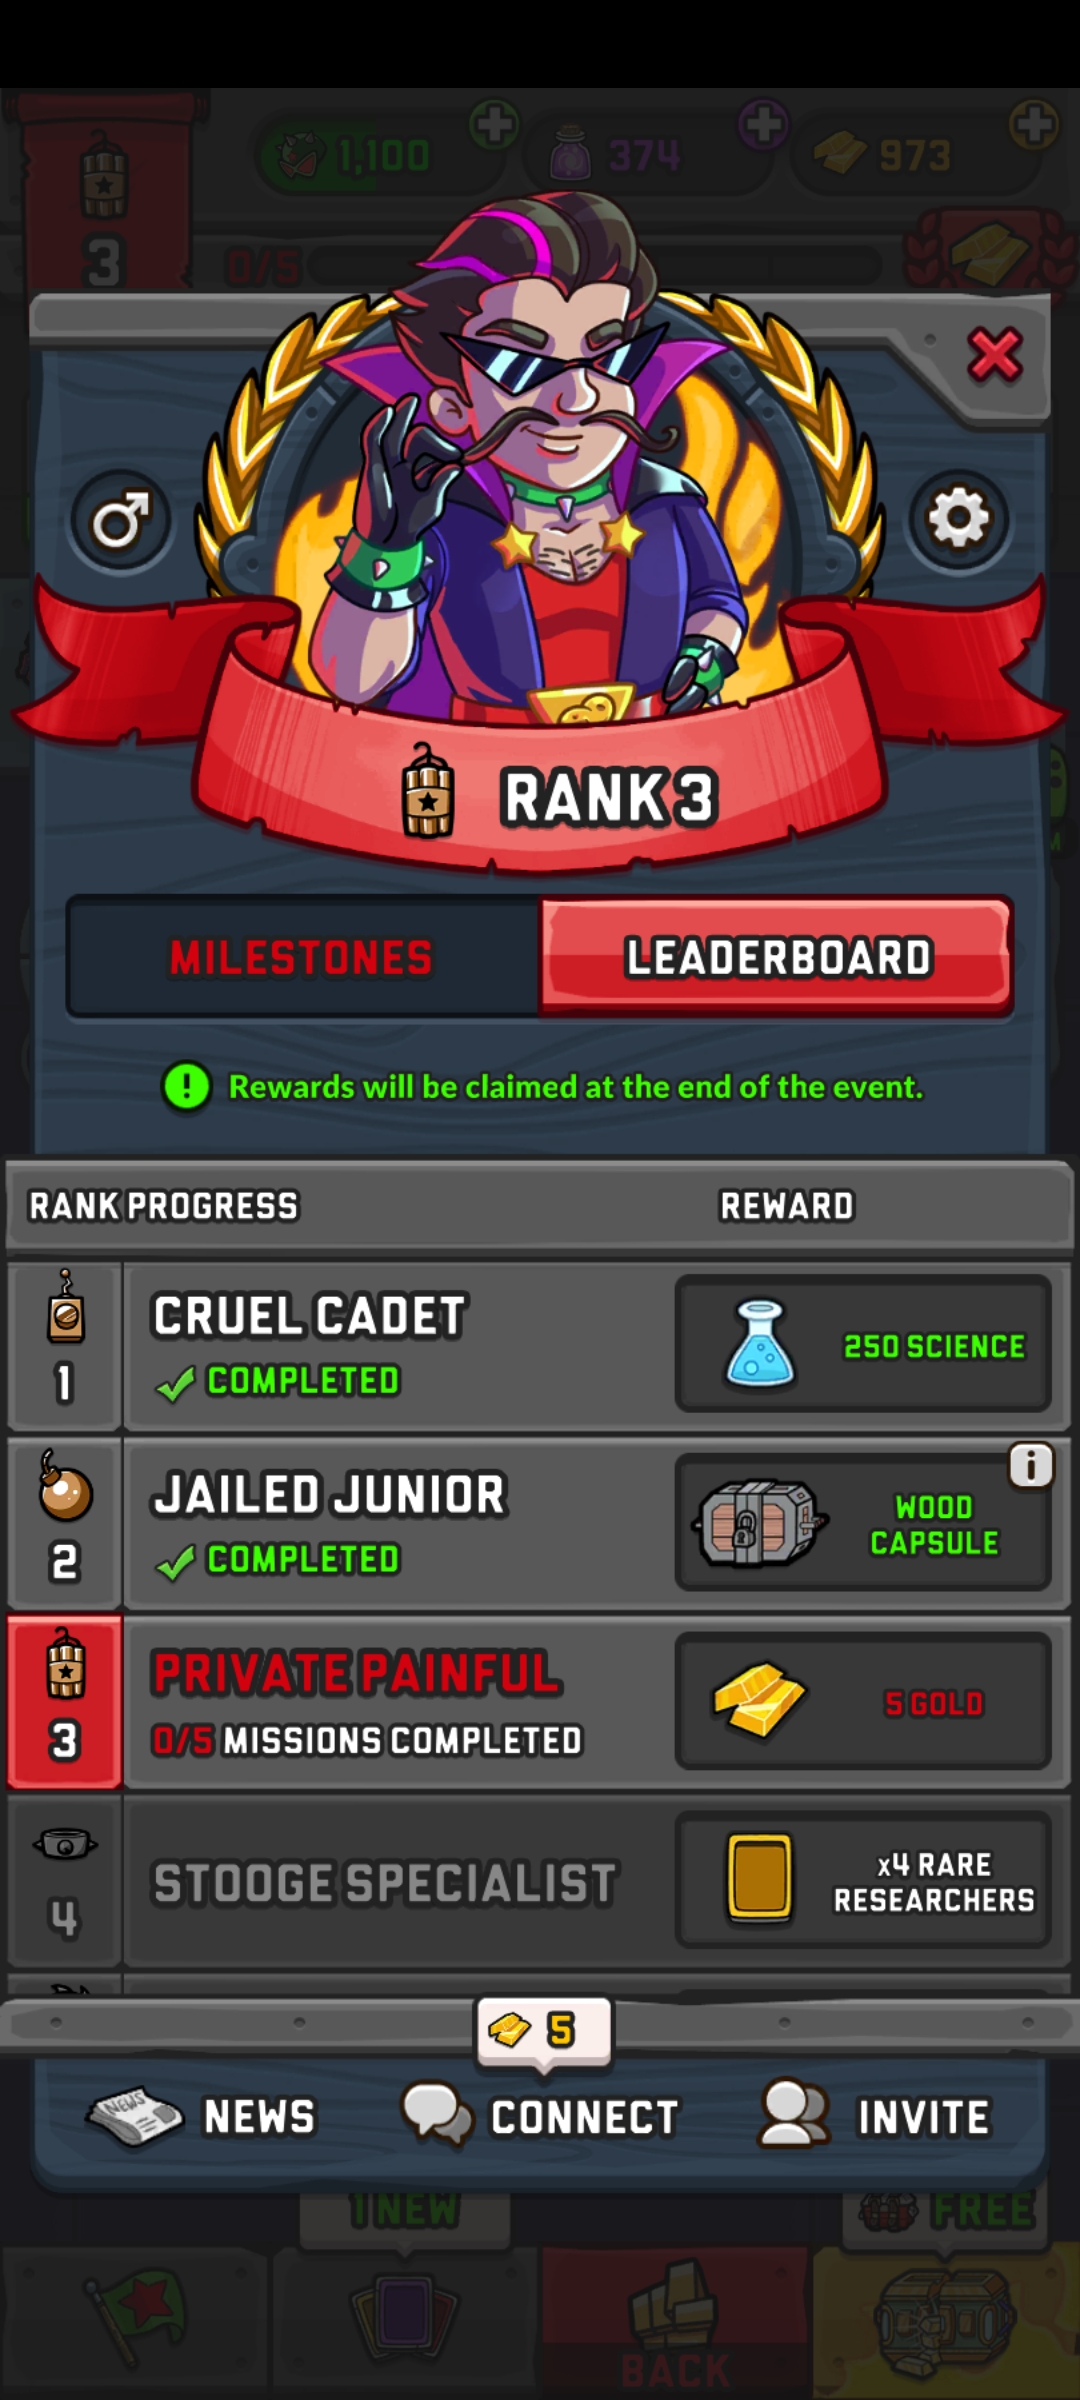 1,100
374
973
3
0/5
RANK 3
MILESTONES
LEADERBOARD
Rewards will be claimed at the end of the event.
RANK PROGRESS
REWARD
1
CRUEL CADET
COMPLETED
250 SCIENCE
2
JAILED JUNIOR
COMPLETED
WOOD
CAPSULE
i
3
PRIVATE PAINFUL
0/5 MISSIONS COMPLETED
5 GOLD
4
STOOGE SPECIALIST
x4 RARE
RESEARCHERS
5
NEWS
NEWS
CONNECT
INVITE
1 NEW
FREE
BACK